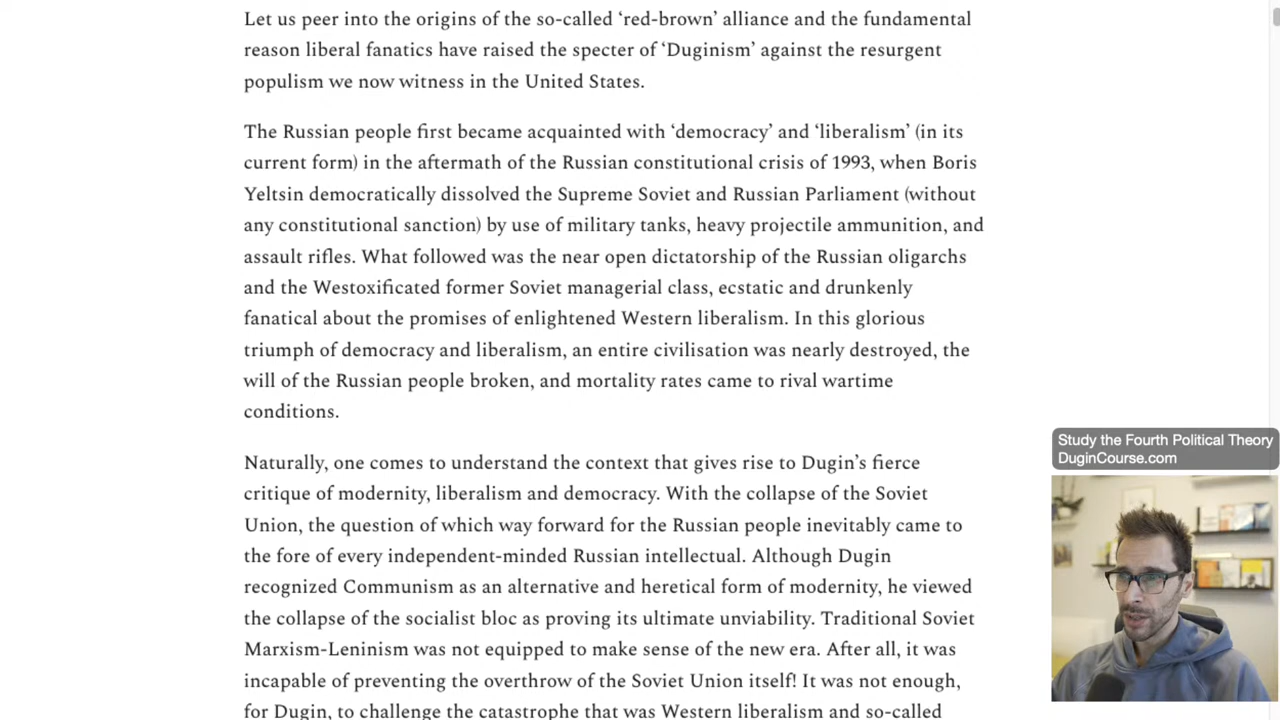 Let us peer into the origins of the so-called ‘red-brown’ alliance and the fundamental
reason liberal fanatics have raised the specter of ‘Duginism’ against the resurgent
populism we now witness in the United States.
The Russian people first became acquainted with ‘democracy’ and ‘liberalism’ (in its
current form) in the aftermath of the Russian constitutional crisis of 1993, when Boris
Yeltsin democratically dissolved the Supreme Soviet and Russian Parliament (without
any constitutional sanction) by use of military tanks, heavy projectile ammunition, and
assault rifles. What followed was the near open dictatorship of the Russian oligarchs
and the Westoxificated former Soviet managerial class, ecstatic and drunkenly
fanatical about the promises of enlightened Western liberalism. In this glorious
triumph of democracy and liberalism, an entire civilisation was nearly destroyed, the
will of the Russian people broken, and mortality rates came to rival wartime
conditions.
Naturally, one comes to understand the context that gives rise to Dugin’s fierce
critique of modernity, liberalism and democracy. With the collapse of the Soviet
Union, the question of which way forward for the Russian people inevitably came to
the fore of every independent-minded Russian intellectual. Although Dugin
recognized Communism as an alternative and heretical form of modernity, he viewed
the collapse of the socialist bloc as proving its ultimate unviability. Traditional Soviet
Marxism-Leninism was not equipped to make sense of the new era. After all, it was
incapable of preventing the overthrow of the Soviet Union itself! It was not enough,
for Dugin, to challenge the catastrophe that was Western liberalism and so-called
Study the Fourth Political Theory
DuginCourse.com